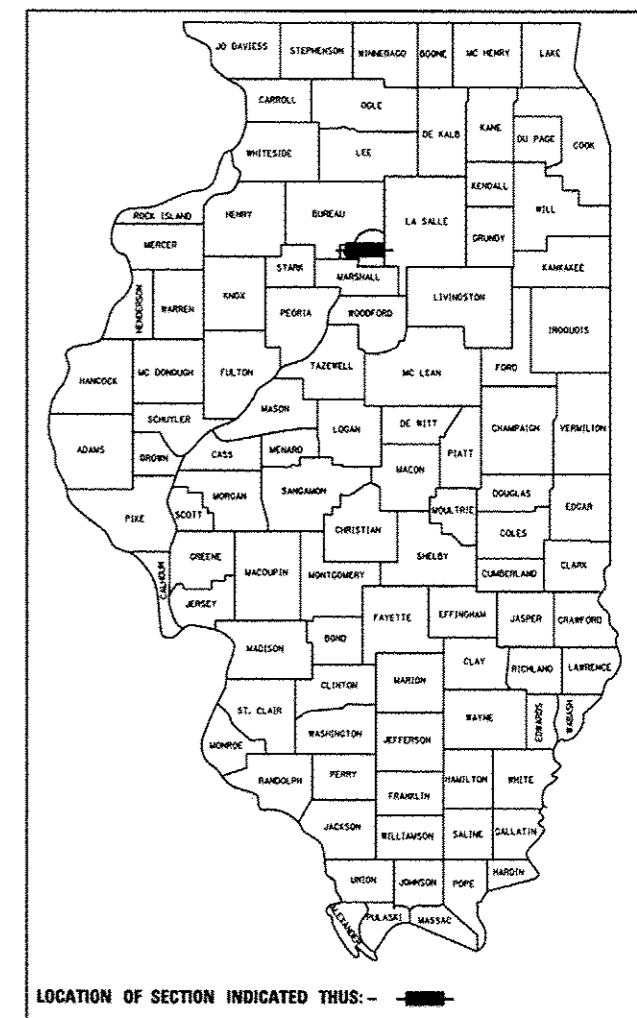 JO DAVIESS STEPHENSON WINNEBAGO BOONE MC HENRY LAKE
CARROLL OGLE
DE KALB KANE DU PAGE COOK
WHITESIDE LEE
KENDALL WILL
ROCK ISLAND HENRY BUREAU LA SALLE
MERCER GRUNDY
STARK MARSHALL KANKAKEE
HENDERSON WARREN KNOX PEORIA WOODFORD LIVINGSTON IROQUOIS
HANCOCK MC DONOUGH FULTON TAZEWELL MC LEAN FORD
SCHUYLER MASON LOGAN DE WITT CHAMPAIGN VERMILION
ADAMS BROWN CASS MENARD MACON PIATT
PIKE SCOTT MORGAN SANGAMON MOULTRIE DOUGLAS EDGAR
CHRISTIAN COLES
CALHOUN GREENE MACOUPIN MONTGOMERY SHELBY CUMBERLAND CLARK
JERSEY FAYETTE EFFINGHAM JASPER CRAWFORD
MADISON BOND CLAY RICHLAND LAWRENCE
CLINTON MARION
ST. CLAIR WASHINGTON JEFFERSON WAYNE EDWARDS WABASH
MONROE
RANDOLPH PERRY FRANKLIN HAMILTON WHITE
JACKSON WILLIAMSON SALINE GALLATIN
UNION JOHNSON POPE HARDIN
ALEXANDER PULASKI MASSAC
LOCATION OF SECTION INDICATED THUS: -